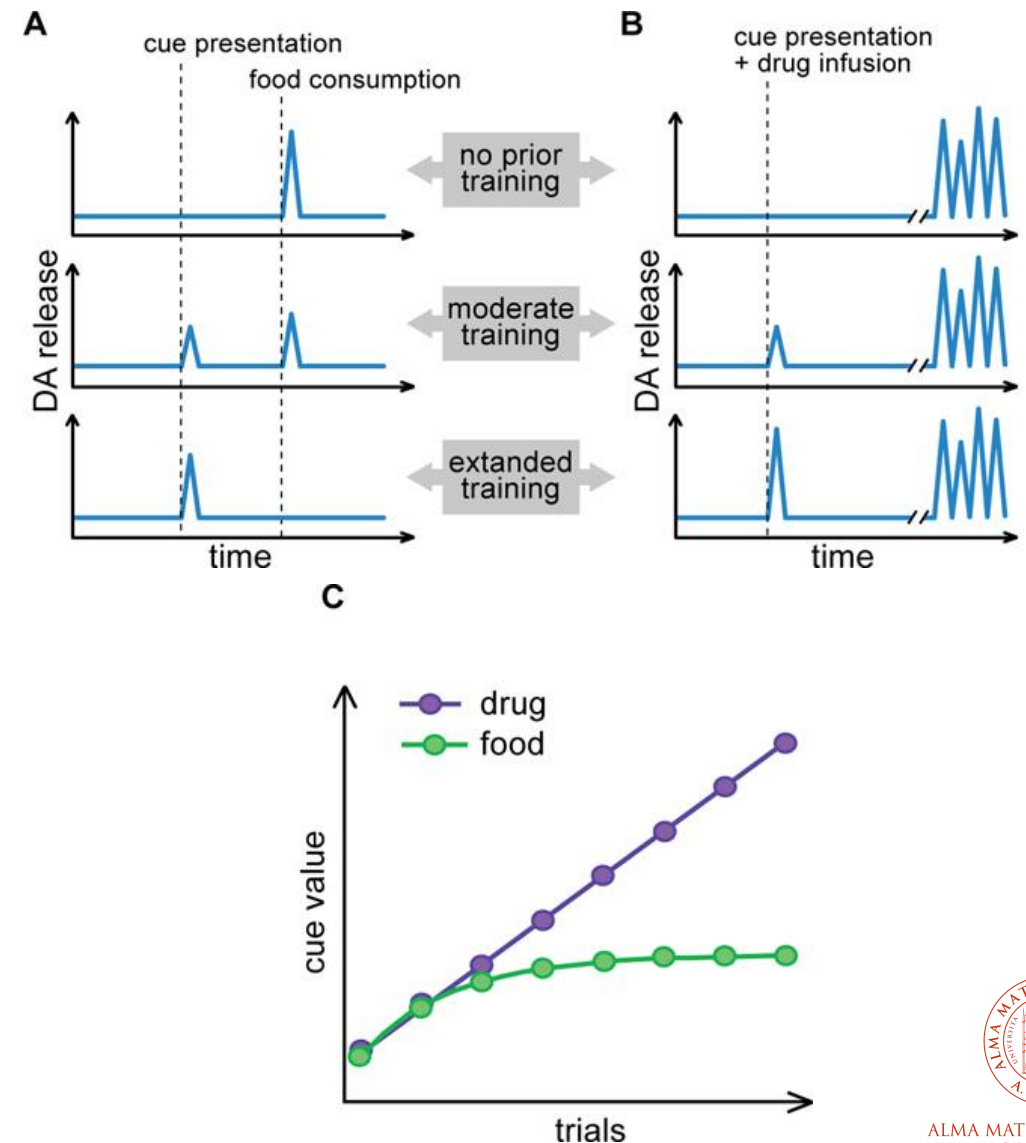 A
cue presentation
food consumption
DA release
time
no prior
training
moderate
training
extanded
training
B
cue presentation
+ drug infusion
DA release
time
C
drug
food
cue value
trials
ALMA MAT